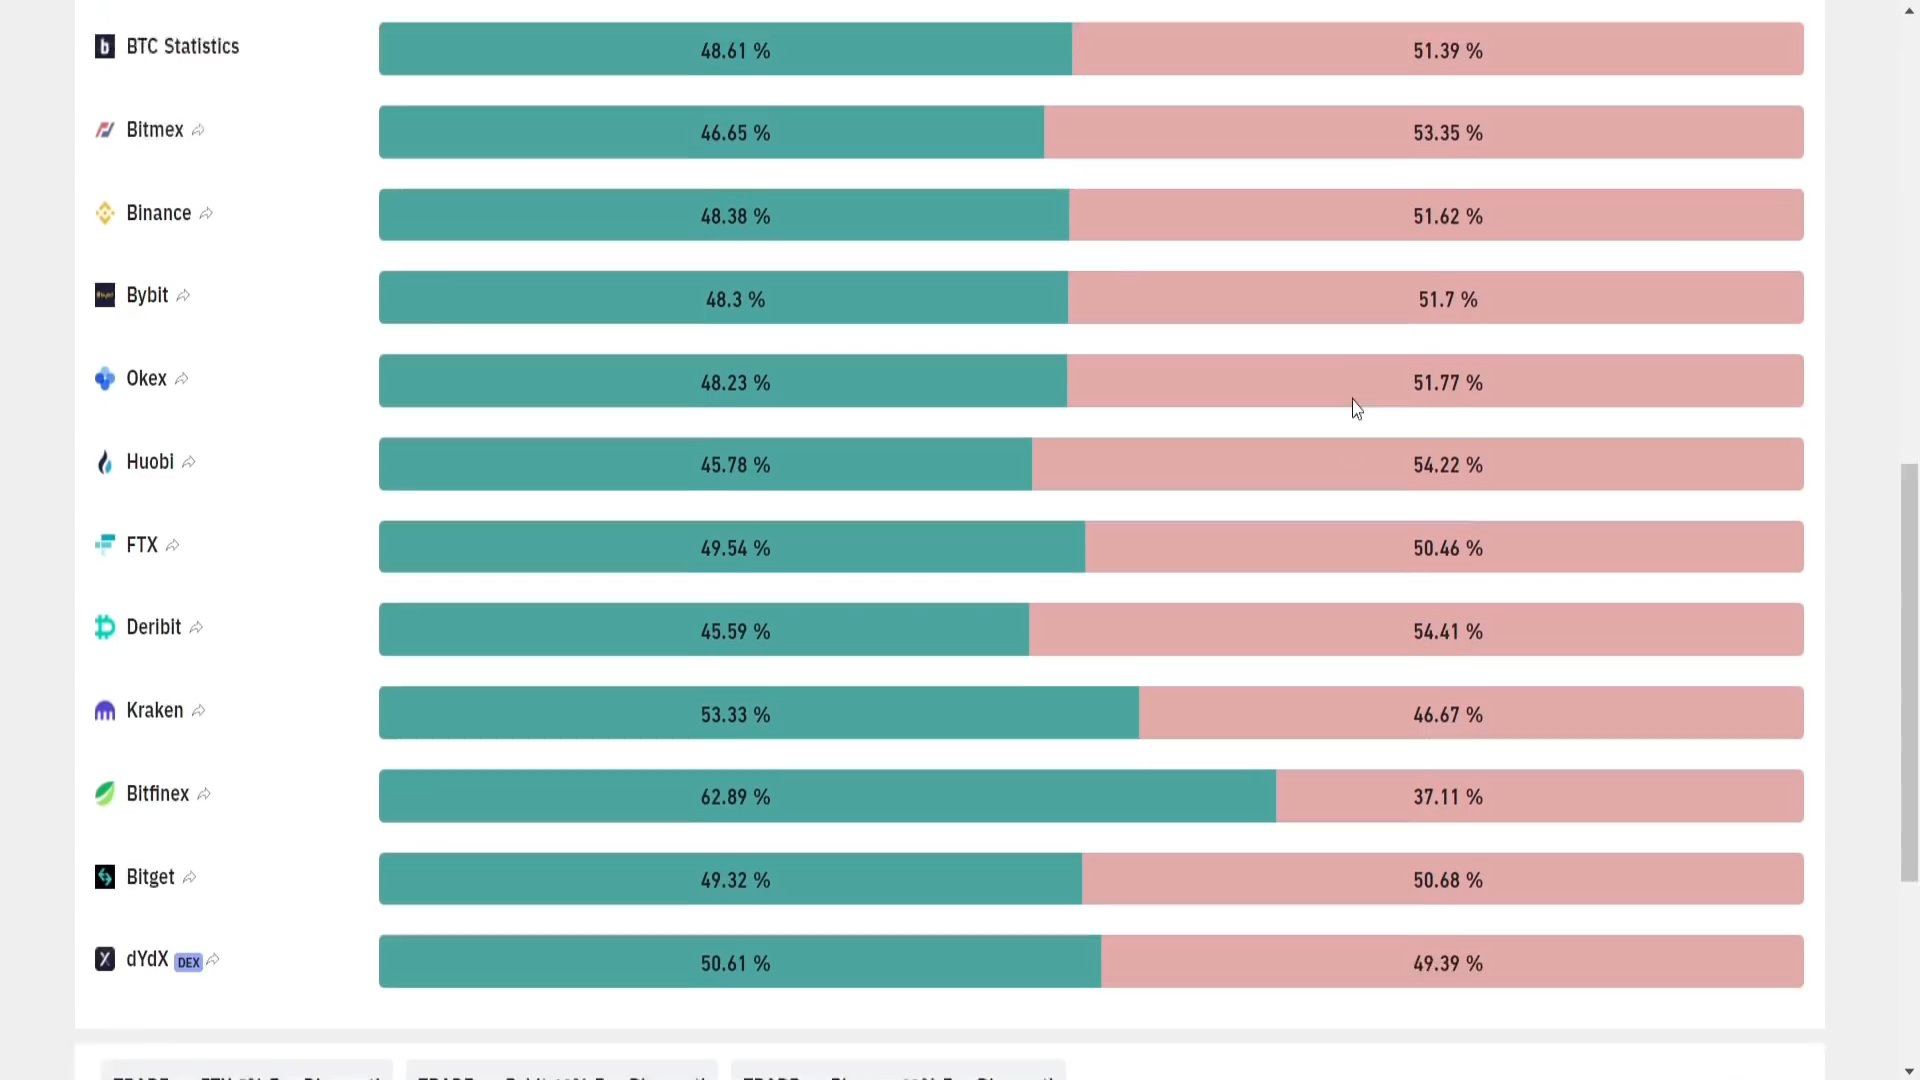 BTC Statistics 48.61 % 51.39 %
Bitmex 46.65 % 53.35 %
Binance 48.38 % 51.62 %
Bybit 48.3 % 51.7 %
Okex 48.23 % 51.77 %
Huobi 45.78 % 54.22 %
FTX 49.54 % 50.46 %
Deribit 45.59 % 54.41 %
Kraken 53.33 % 46.67 %
Bitfinex 62.89 % 37.11 %
Bitget 49.32 % 50.68 %
dYdX DEX 50.61 % 49.39 %